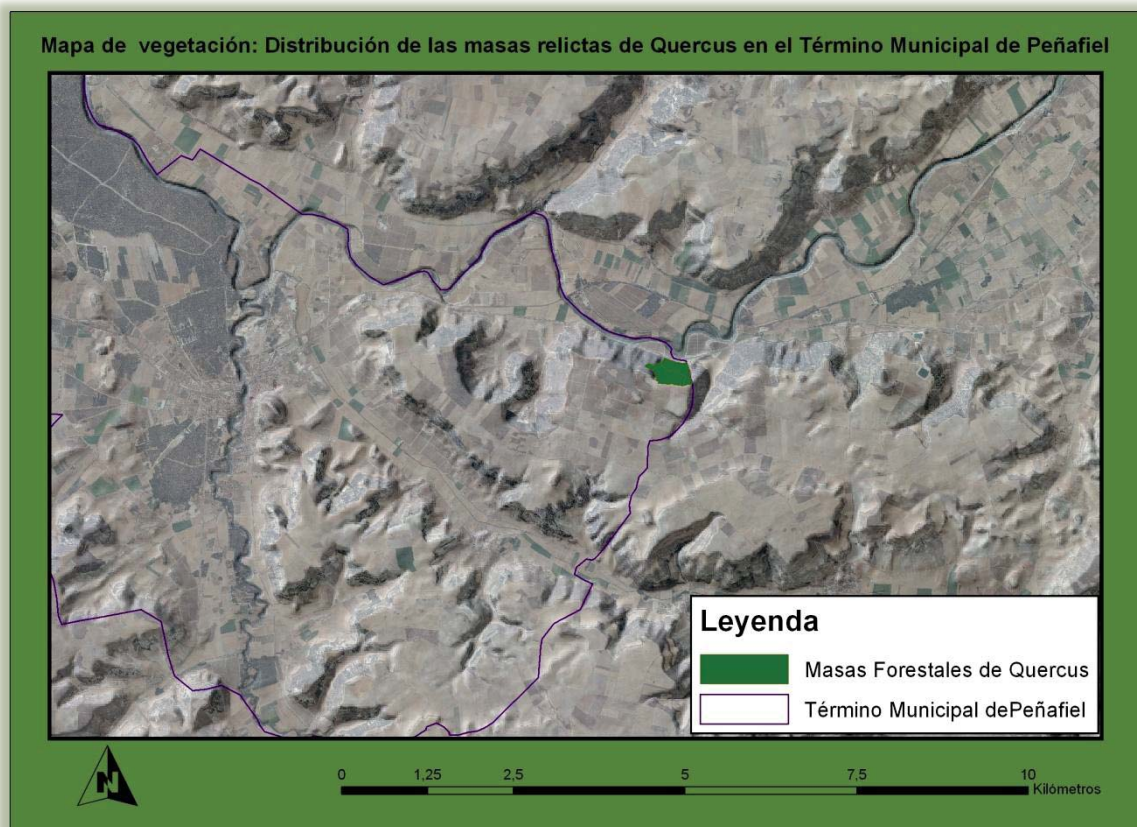 Mapa de vegetación: Distribución de las masas relictas de Quercus en el Término Municipal de Peñafiel
Leyenda
Masas Forestales de Quercus
Término Municipal dePeñafiel
N
0 1,25 2,5 5 7,5 10
Kilómetros